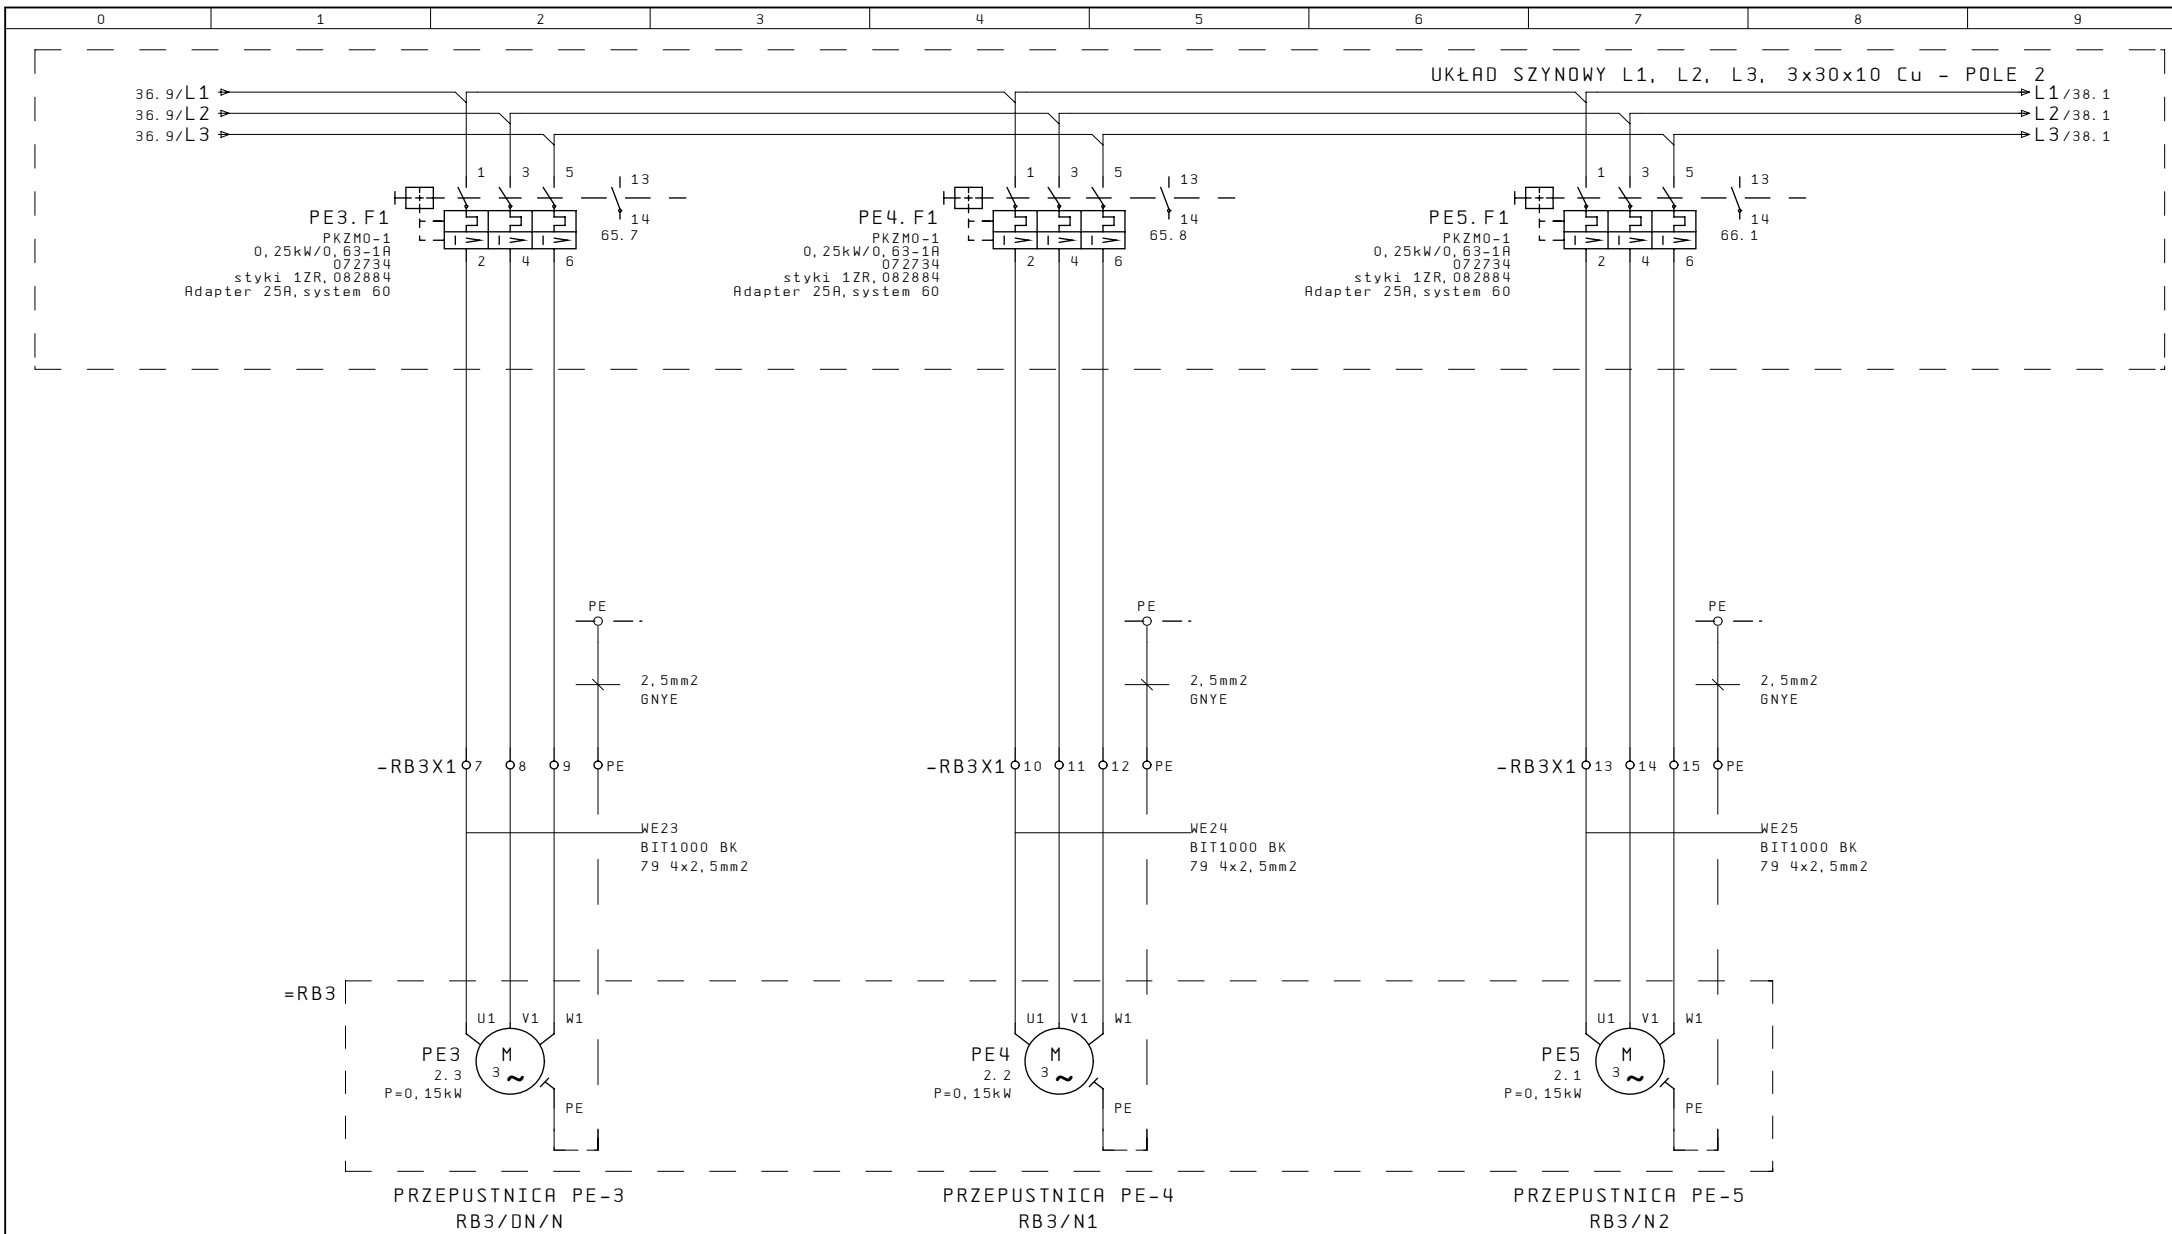 0 1 2 3 4 5 6 7 8 9
UKŁAD SZYNOWY L1, L2, L3, 3x30x10 Cu - POLE 2
36.9/L1 L1/38.1
36.9/L2 L2/38.1
36.9/L3 L3/38.1
1 3 5 13
PE3.F1 14
PKZM0-1 65.7
0,25kW/0,63-1A
072734
styki 1ZR,082884
Adapter 25A,system 60
2 4 6
1 3 5 13
PE4.F1 14
PKZM0-1 65.8
0,25kW/0,63-1A
072734
styki 1ZR,082884
Adapter 25A,system 60
2 4 6
1 3 5 13
PE5.F1 14
PKZM0-1 66.1
0,25kW/0,63-1A
072734
styki 1ZR,082884
Adapter 25A,system 60
2 4 6
PE PE PE
2,5mm2 2,5mm2 2,5mm2
GNYE GNYE GNYE
-RB3X1 7 8 9 PE -RB3X1 10 11 12 PE -RB3X1 13 14 15 PE
WE23 WE24 WE25
BIT1000 BK BIT1000 BK BIT1000 BK
79 4x2,5mm2 79 4x2,5mm2 79 4x2,5mm2
=RB3
U1 V1 W1 U1 V1 W1 U1 V1 W1
PE3 M PE4 M PE5 M
2.3 3 ~ 2.2 3 ~ 2.1 3 ~
P=0,15kW P=0,15kW P=0,15kW
PE PE PE
PRZEPUSTNICA PE-3 PRZEPUSTNICA PE-4 PRZEPUSTNICA PE-5
RB3/DN/N RB3/N1 RB3/N2